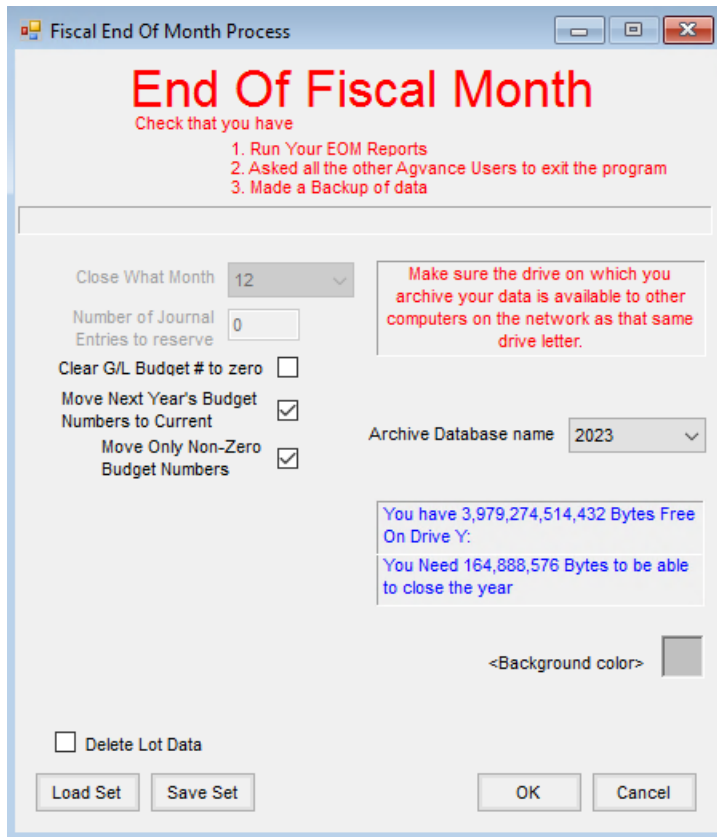 Fiscal End Of Month Process
End Of Fiscal Month
Check that you have
1. Run Your EOM Reports
2. Asked all the other Agvance Users to exit the program
3. Made a Backup of data
Close What Month
12
Number of Journal
Entries to reserve
0
Clear G/L Budget # to zero
Move Next Year's Budget
Numbers to Current
Move Only Non-Zero
Budget Numbers
Make sure the drive on which you
archive your data is available to other
computers on the network as that same
drive letter.
Archive Database name
2023
You have 3,979,274,514,432 Bytes Free
On Drive Y:
You Need 164,888,576 Bytes to be able
to close the year
<Background color>
Delete Lot Data
Load Set
Save Set
OK
Cancel